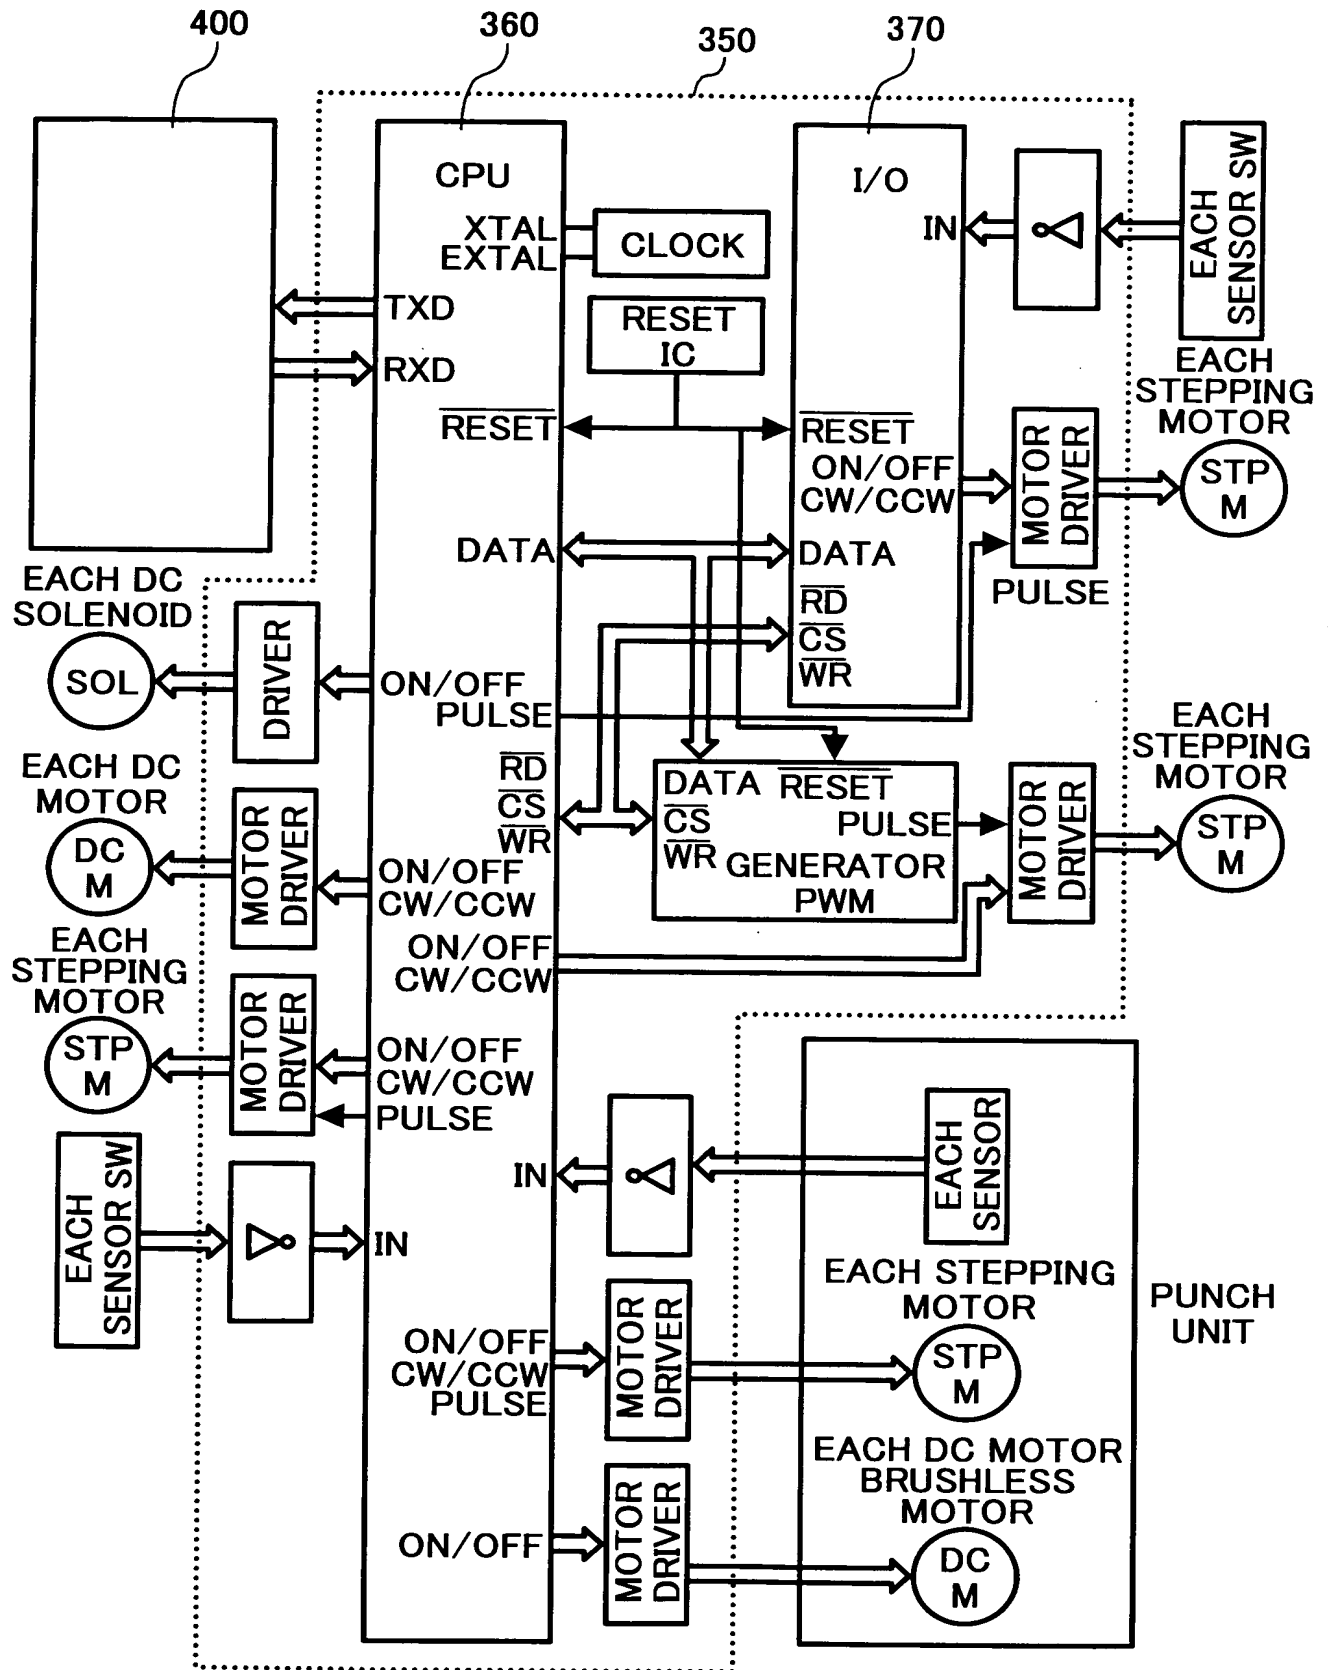 400
360
350
370
CPU
XTAL
EXTAL
CLOCK
TXD
RXD
RESET
IC
RESET
DATA
I/O
IN
EACH
SENSOR SW
EACH
STEPPING
MOTOR
RESET
ON/OFF
CW/CCW
MOTOR
DRIVER
STP
M
DATA
PULSE
RD
CS
WR
EACH DC
SOLENOID
SOL
DRIVER
ON/OFF
PULSE
RD
CS
WR
EACH DC
MOTOR
DC
M
MOTOR
DRIVER
ON/OFF
CW/CCW
DATA
RESET
CS
PULSE
WR
GENERATOR
PWM
MOTOR
DRIVER
EACH
STEPPING
MOTOR
STP
M
ON/OFF
CW/CCW
EACH
STEPPING
MOTOR
STP
M
MOTOR
DRIVER
ON/OFF
CW/CCW
PULSE
EACH
SENSOR SW
IN
IN
EACH
SENSOR
EACH STEPPING
MOTOR
STP
M
PUNCH
UNIT
ON/OFF
CW/CCW
PULSE
MOTOR
DRIVER
EACH DC MOTOR
BRUSHLESS
MOTOR
DC
M
ON/OFF
MOTOR
DRIVER